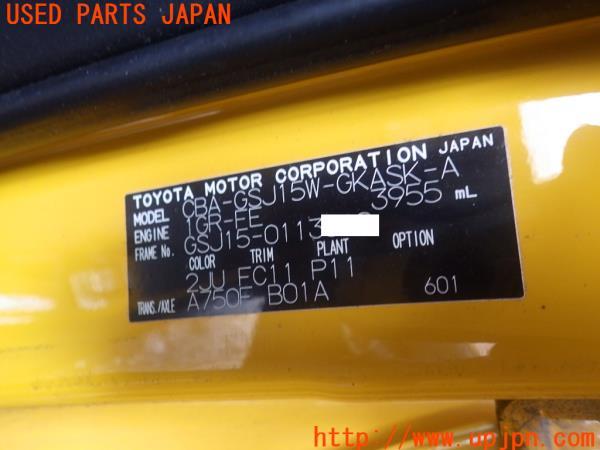 USED PARTS JAPAN
TOYOTA MOTOR CORPORATION JAPAN
MODEL CBA-GSJ15W-GKASK-A
ENGINE 1GR-FE 3955 mL
FRAME No. GSJ15-0113
COLOR TRIM PLANT OPTION
2JU FC11 P11
TRANS./AXLE A750F B01A 601
http://www.upjpn.com